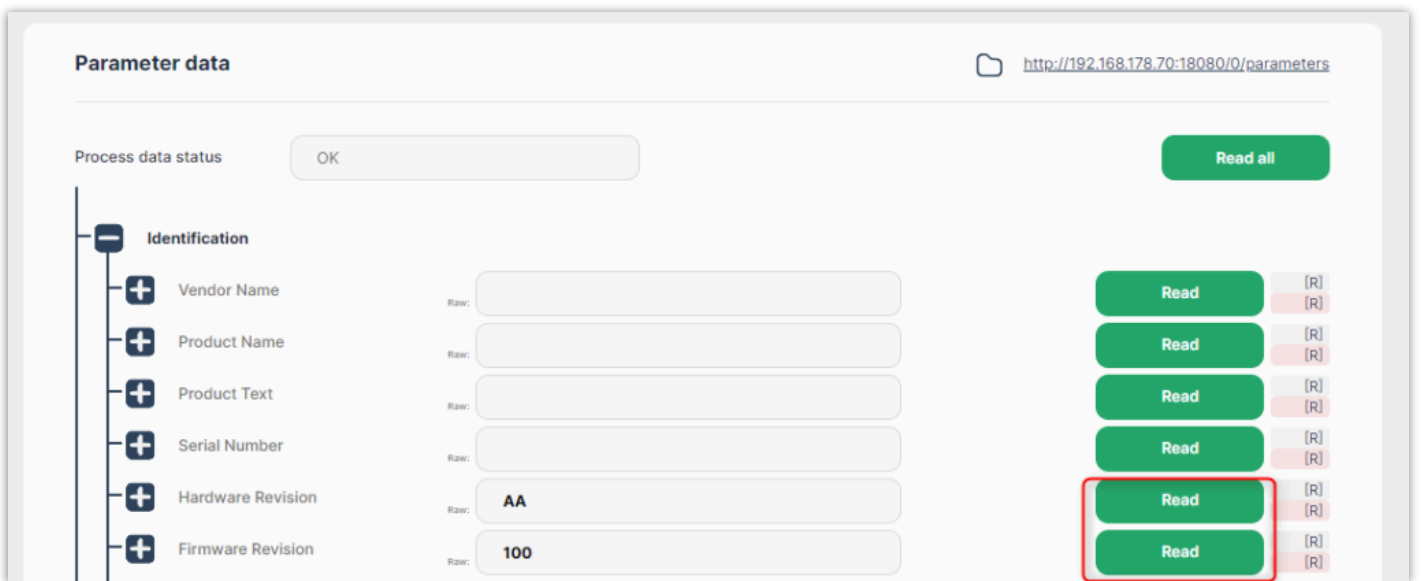 Parameter data http://192.168.178.70:18080/0/parameters
Process data status OK Read all
Identification
Vendor Name Raw: Read [R]
[R]
Product Name Raw: Read [R]
[R]
Product Text Raw: Read [R]
[R]
Serial Number Raw: Read [R]
[R]
Hardware Revision Raw: AA Read [R]
[R]
Firmware Revision Raw: 100 Read [R]
[R]